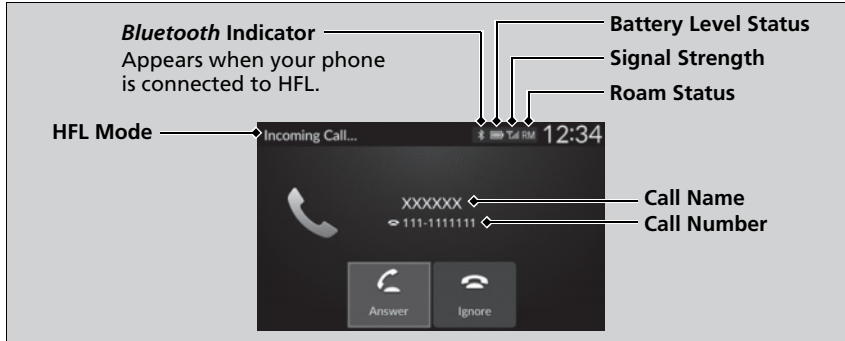 Bluetooth Indicator
Appears when your phone
is connected to HFL.
Battery Level Status
Signal Strength
Roam Status
HFL Mode
Incoming Call...
RM 12:34
XXXXXX
111-1111111
Call Name
Call Number
Answer
Ignore